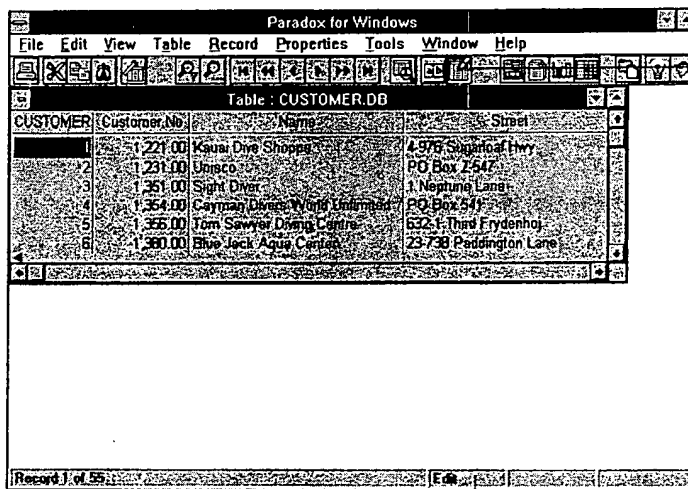 Paradox for Windows
File Edit View Table Record Properties Tools Window Help
Table : CUSTOMER.DB
CUSTOMER Customer No Name Street
1 1,221.00 Kauai Dive Shoppe 4-976 Sugarloaf Hwy
2 1,231.00 Unisco PO Box Z-547
3 1,351.00 Sight Diver 1 Neptune Lane
4 1,354.00 Cayman Divers World Unlimited PO Box 541
5 1,356.00 Tom Sawyer Diving Centre 632-1 Third Frydenhoj
6 1,380.00 Blue Jack Aqua Center 23-738 Paddington Lane
Record 1 of 55
Edit